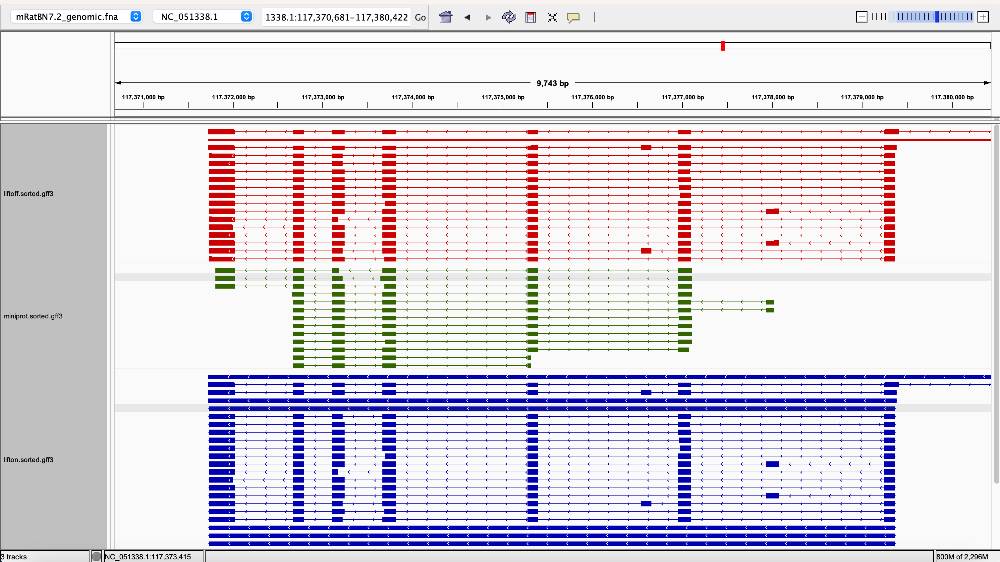 mRatBN7.2_genomic.fna NC_051338.1 1338.1:117,370,681-117,380,422 Go
9,743 bp
117,371,000 bp 117,372,000 bp 117,373,000 bp 117,374,000 bp 117,375,000 bp 117,376,000 bp 117,377,000 bp 117,378,000 bp 117,379,000 bp 117,380,000 bp
liftoff.sorted.gff3
miniprot.sorted.gff3
lifton.sorted.gff3
3 tracks NC_051338.1:117,373,415 800M of 2,296M